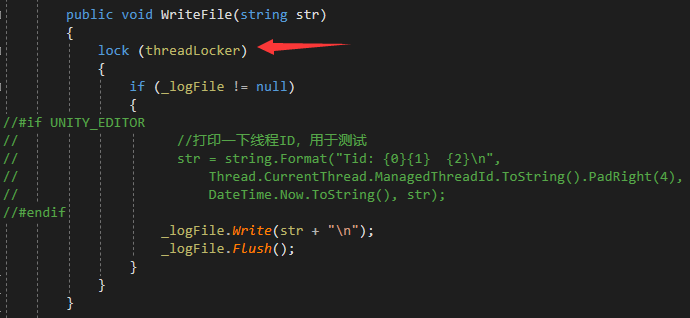 public void WriteFile(string str)
{
lock (threadLocker)
{
if (_logFile != null)
{
//#if UNITY_EDITOR
// //打印一下线程ID，用于测试
// str = string.Format("Tid: {0}{1}  {2}\n",
// Thread.CurrentThread.ManagedThreadId.ToString().PadRight(4),
// DateTime.Now.ToString(), str);
//#endif
_logFile.Write(str + "\n");
_logFile.Flush();
}
}
}